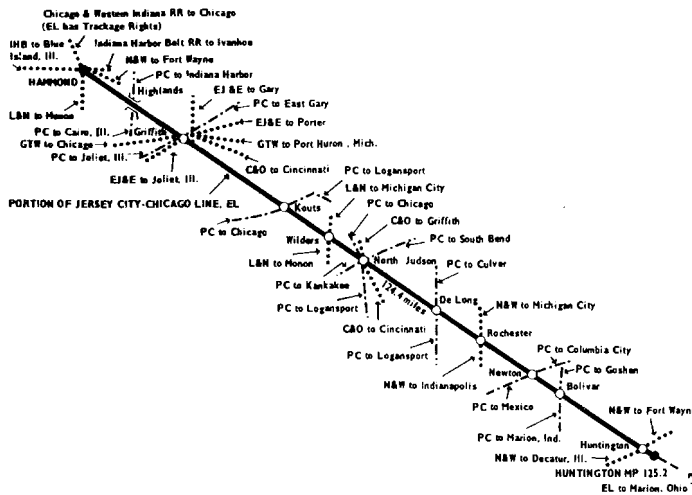 Chicago & Western Indiana RR to Chicago
(EL has Trackage Rights)
IHB to Blue
Island, Ill.
Indiana Harbor Belt RR to Ivanhoe
N&W to Fort Wayne
PC to Indiana Harbor
HAMMOND
Highlands
EJ&E to Gary
PC to East Gary
L&N to Monon
EJ&E to Porter
PC to Cairo, Ill.
Griffith
GTW to Chicago
GTW to Port Huron, Mich.
PC to Joliet, Ill.
C&O to Cincinnati
EJ&E to Joliet, Ill.
PC to Logansport
L&N to Michigan City
PORTION OF JERSEY CITY-CHICAGO LINE, EL
PC to Chicago
Kouts
C&O to Griffith
PC to Chicago
Wilders
PC to South Bend
L&N to Monon
North Judson
PC to Culver
PC to Kankakee
124.4 miles
De Long
PC to Logansport
N&W to Michigan City
C&O to Cincinnati
Rochester
PC to Logansport
PC to Columbia City
Newton
PC to Goshen
N&W to Indianapolis
Bolivar
PC to Mexico
N&W to Fort Wayn
PC to Marion, Ind.
Huntington
N&W to Decatur, Ill.
HUNTINGTON MP 125.2
EL to Marion, Ohio